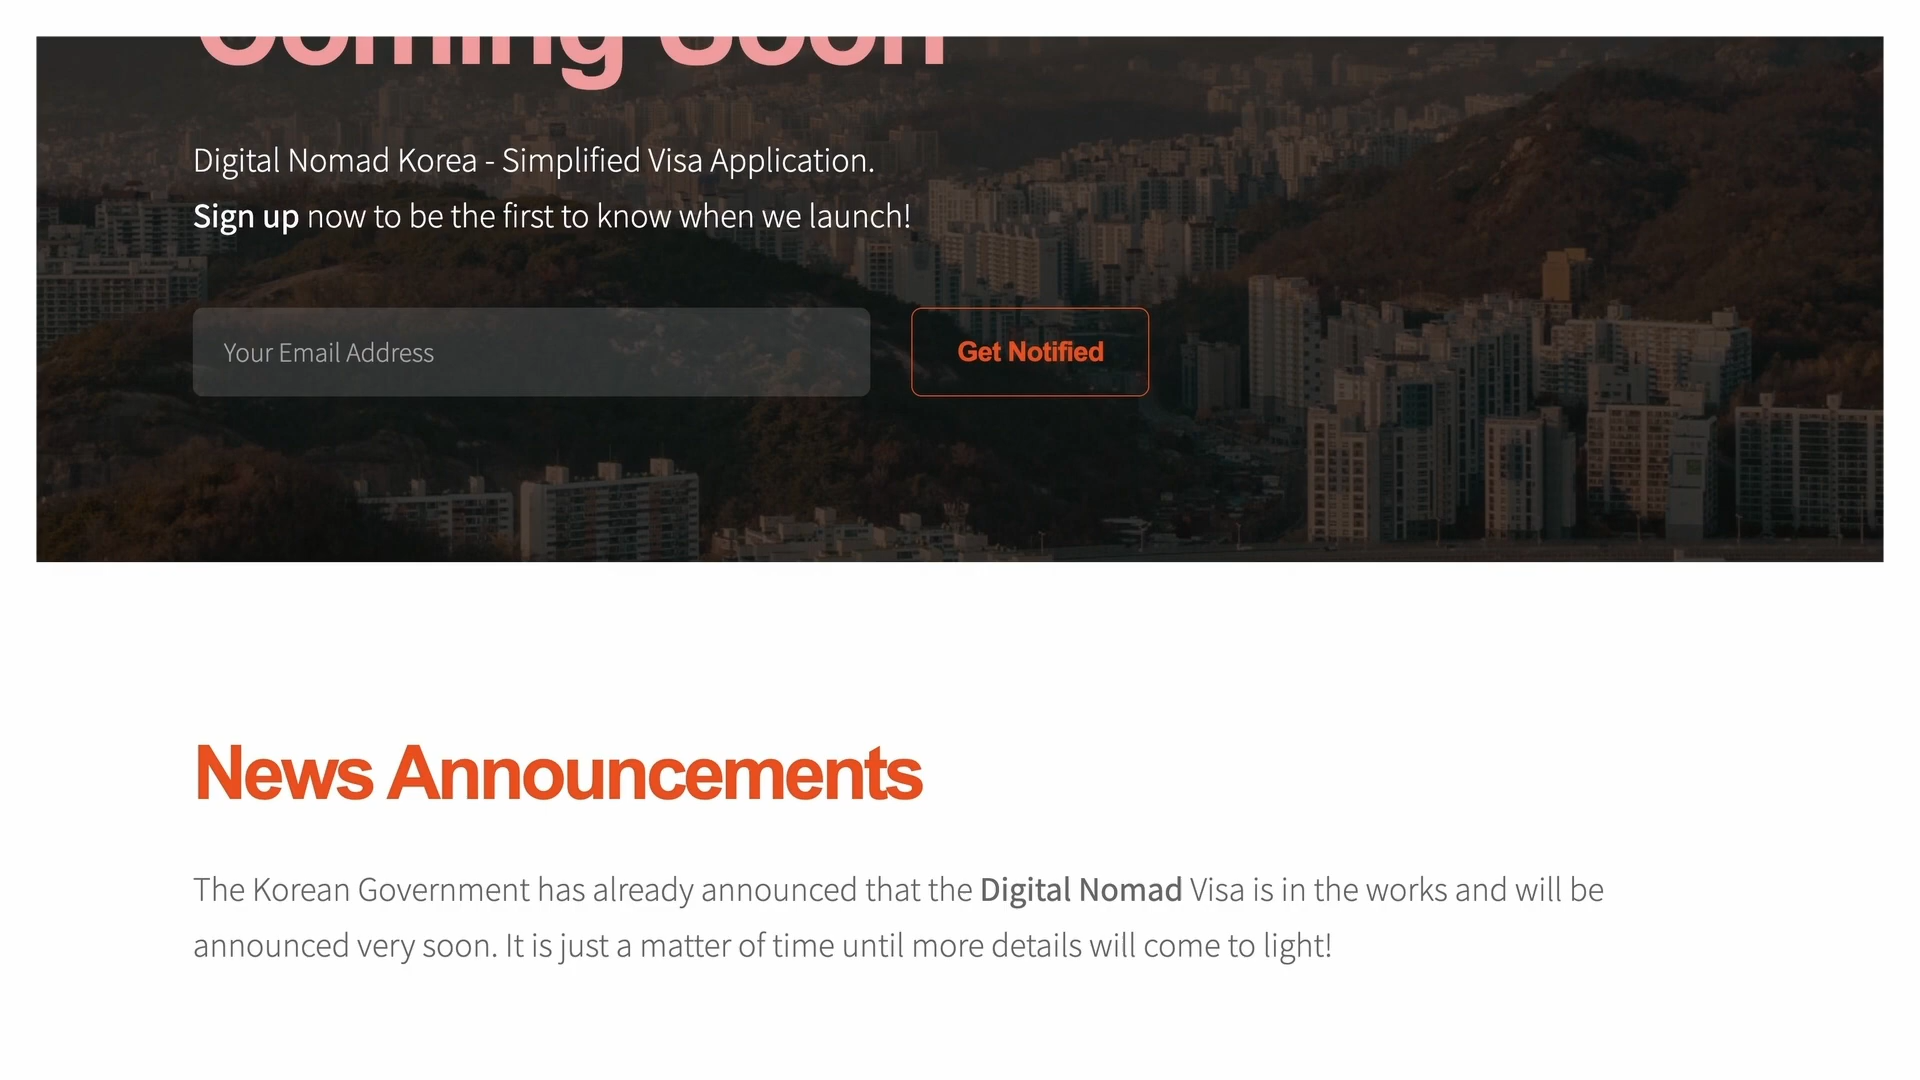 Coming Soon
Digital Nomad Korea - Simplified Visa Application.
Sign up now to be the first to know when we launch!
Your Email Address
Get Notified
News Announcements
The Korean Government has already announced that the Digital Nomad Visa is in the works and will be
announced very soon. It is just a matter of time until more details will come to light!